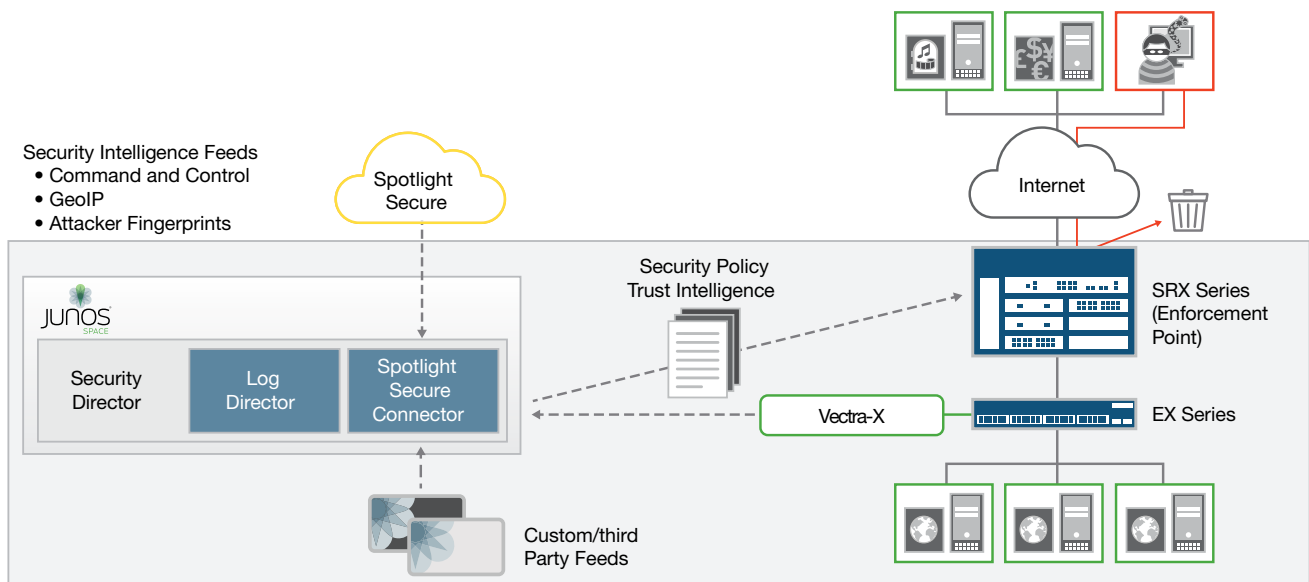 Security Intelligence Feeds
• Command and Control
• GeoIP
• Attacker Fingerprints
Spotlight
Secure
Internet
£$¥
€
JUNOS
SPACE
Security
Director
Log
Director
Spotlight
Secure
Connector
Security Policy
Trust Intelligence
SRX Series
(Enforcement
Point)
Vectra-X
EX Series
Custom/third
Party Feeds